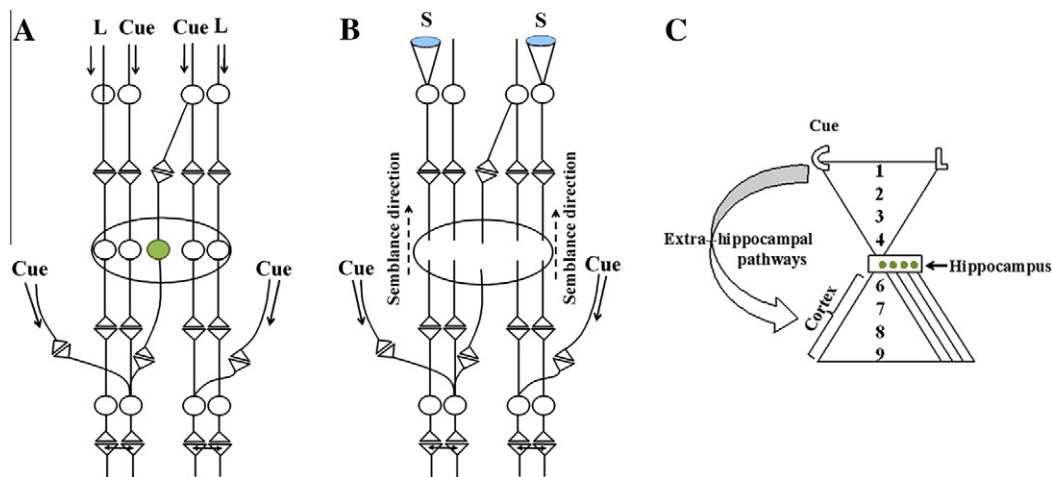 A
L Cue Cue L
Cue
Cue
B
S S
Semblance direction
Semblance direction
Cue
Cue
C
Cue
L
1
2
3
4
Extra-hippocampal
pathways
Hippocampus
Cortex
6
7
8
9